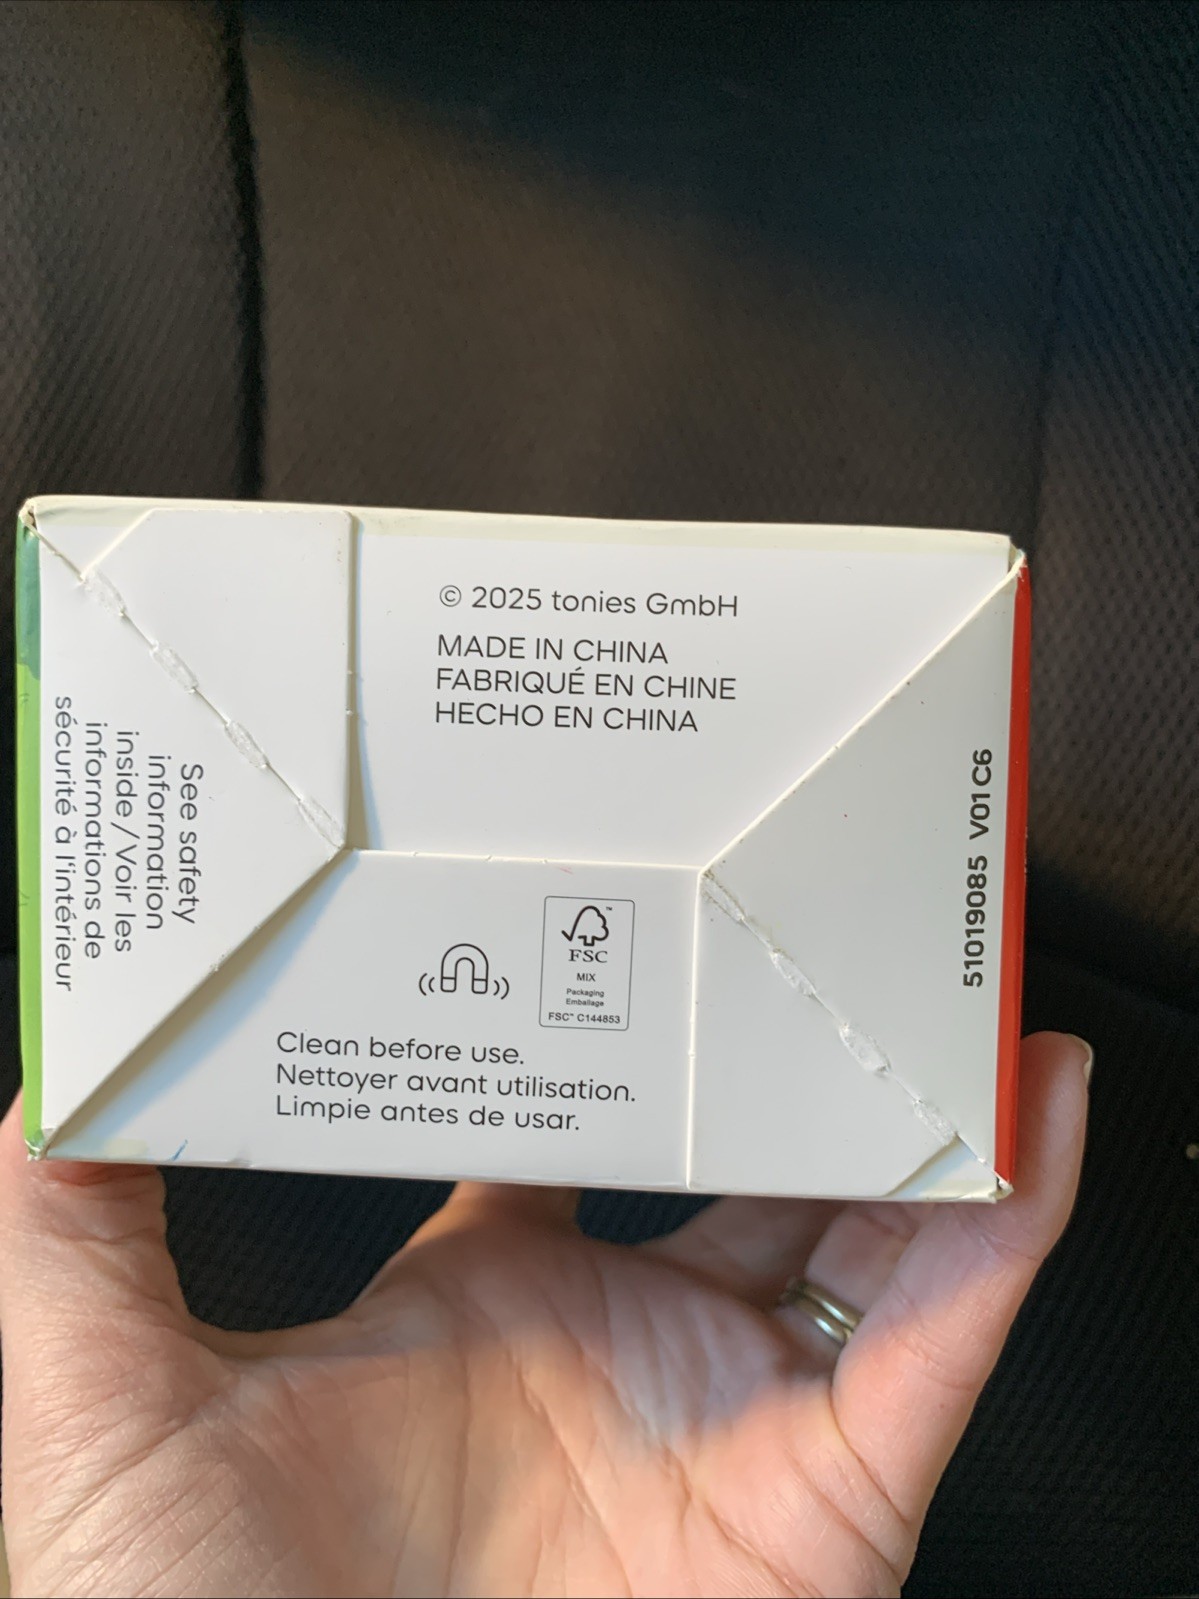 © 2025 tonies GmbH
MADE IN CHINA
FABRIQUÉ EN CHINE
HECHO EN CHINA
See safety
information
inside / Voir les
informations de
sécurité à l'intérieur
51019085 V01 C6
FSC™
MIX
Packaging
Emballage
FSC™ C144853
Clean before use.
Nettoyer avant utilisation.
Limpie antes de usar.